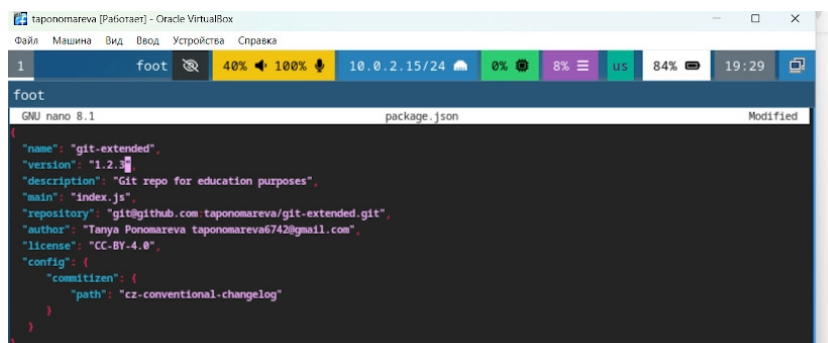 taponomareva [Работает] - Oracle VirtualBox
Файл Машина Вид Ввод Устройства Справка
1 foot 40% 100% 10.0.2.15/24 0% 8% us 84% 19:29
foot
GNU nano 8.1 package.json Modified
{
"name": "git-extended",
"version": "1.2.3",
"description": "Git repo for education purposes",
"main": "index.js",
"repository": "git@github.com:taponomareva/git-extended.git",
"author": "Tanya Ponomareva taponomareva6742@gmail.com",
"license": "CC-BY-4.0",
"config": {
"commitizen": {
"path": "cz-conventional-changelog"
}
}
}